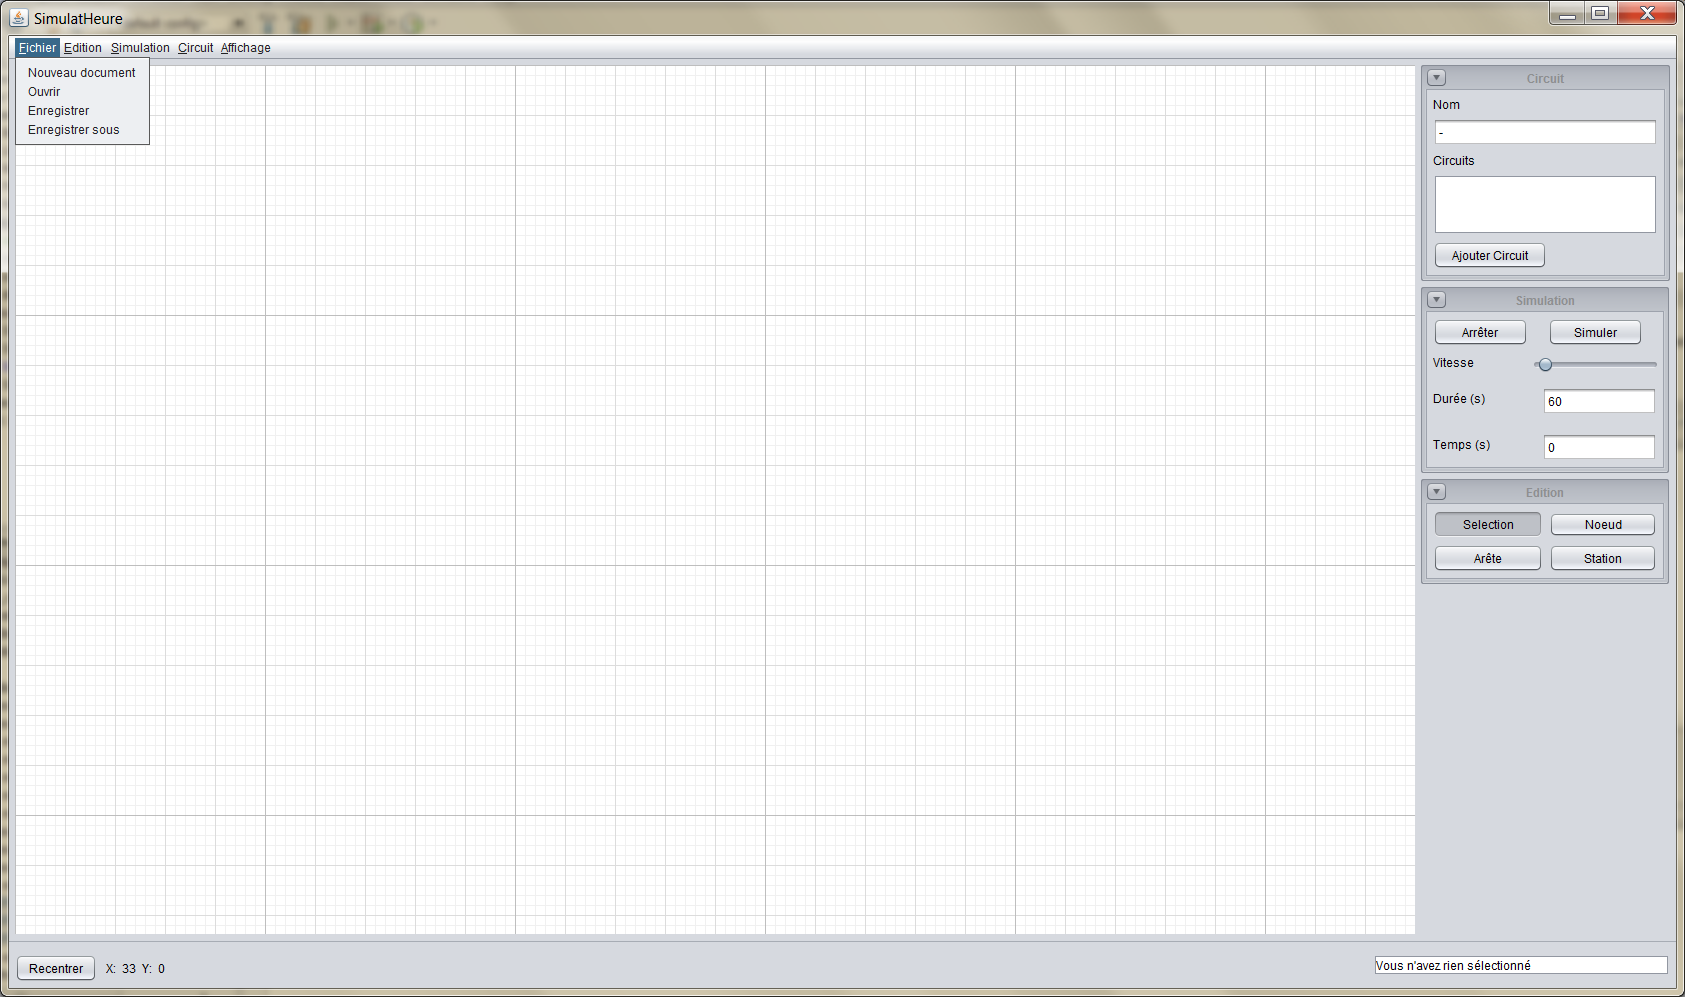 SimulatHeure
Fichier Edition Simulation Circuit Affichage
Nouveau document
Ouvrir
Enregistrer
Enregistrer sous
Circuit
Nom
-
Circuits
Ajouter Circuit
Simulation
Arrêter Simuler
Vitesse
Durée (s) 60
Temps (s) 0
Edition
Selection Noeud
Arête Station
Recentrer X: 33 Y: 0
Vous n'avez rien sélectionné